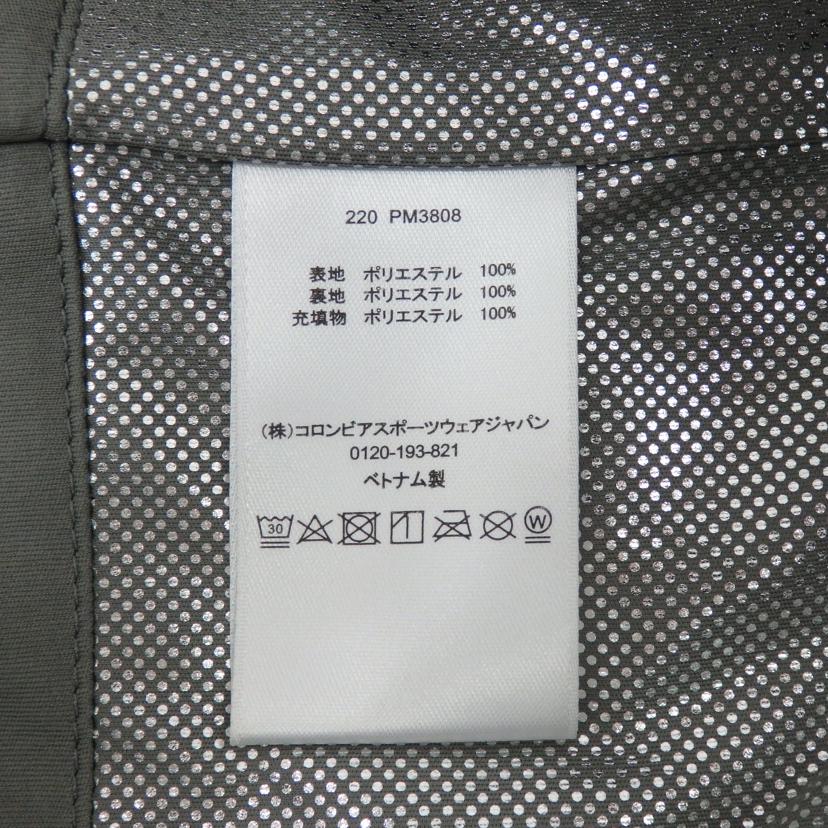 220 PM3808
表地 ポリエステル 100%
裏地 ポリエステル 100%
充填物 ポリエステル 100%
(株)コロンビアスポーツウェアジャパン
0120-193-821
ベトナム製
30 W